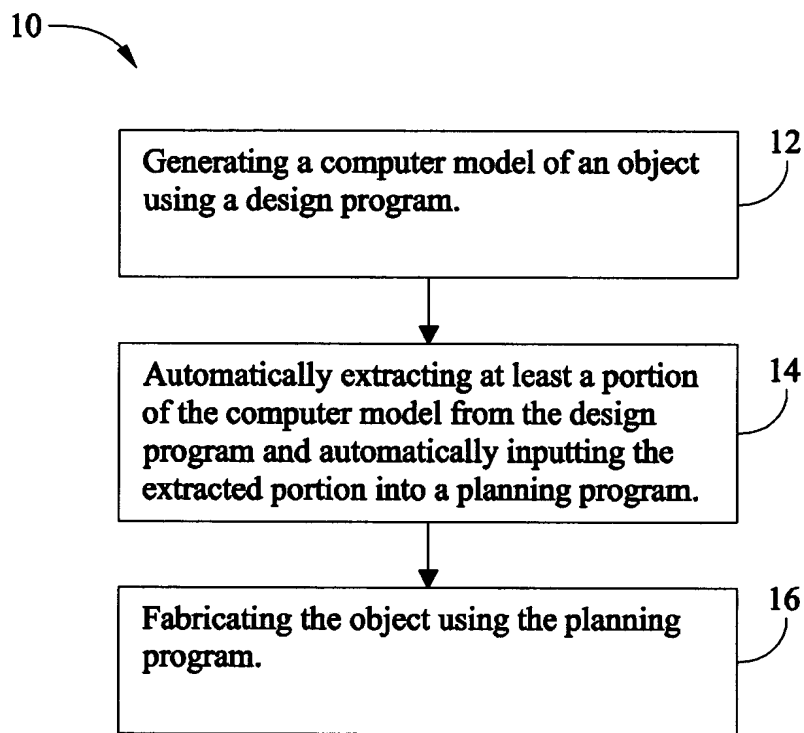 10
12
Generating a computer model of an object
using a design program.
14
Automatically extracting at least a portion
of the computer model from the design
program and automatically inputting the
extracted portion into a planning program.
16
Fabricating the object using the planning
program.